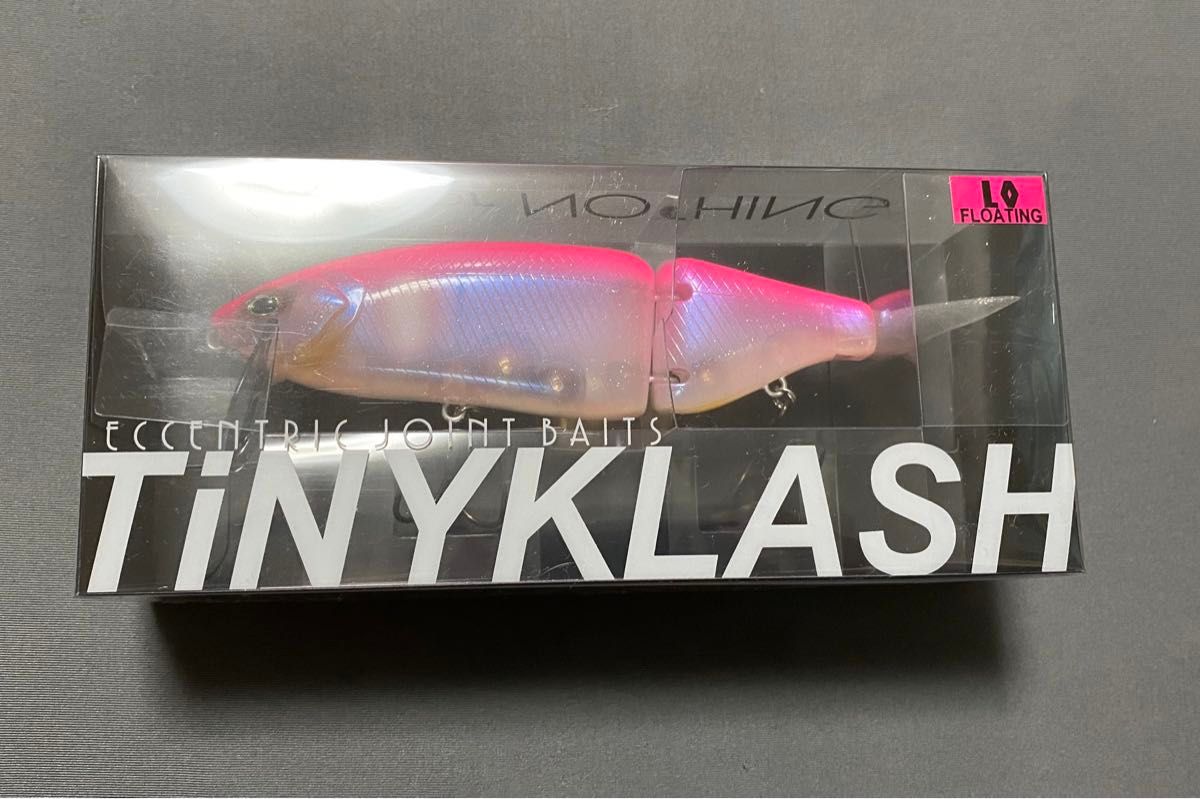 LO
FLOATING
ECCENTRIC JOINT BAITS
TiNYKLASH